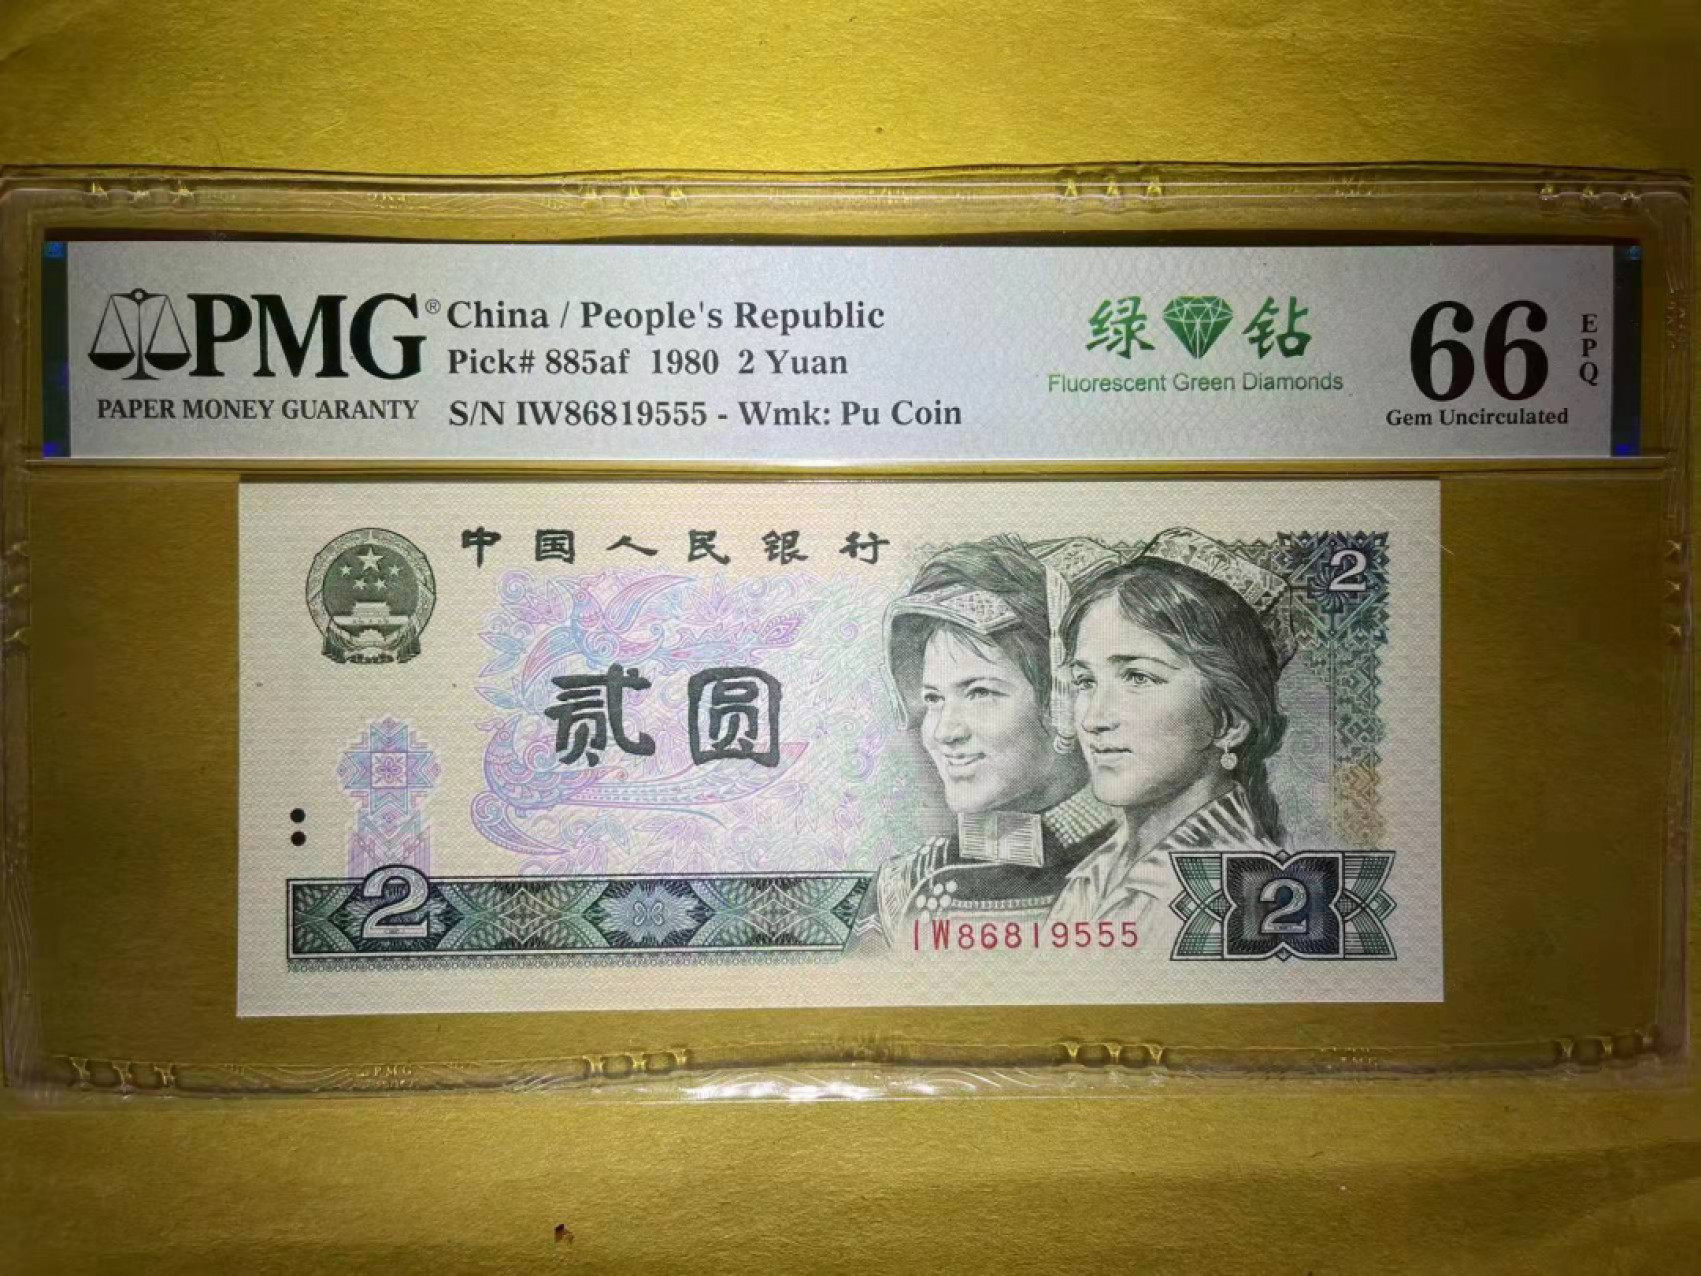 PMG®
PAPER MONEY GUARANTY
China / People's Republic
Pick# 885af 1980 2 Yuan
S/N IW86819555 - Wmk: Pu Coin
绿钻
Fluorescent Green Diamonds
66
EPQ
Gem Uncirculated
中国人民银行
2
贰圆
2
IW86819555
2
PMG